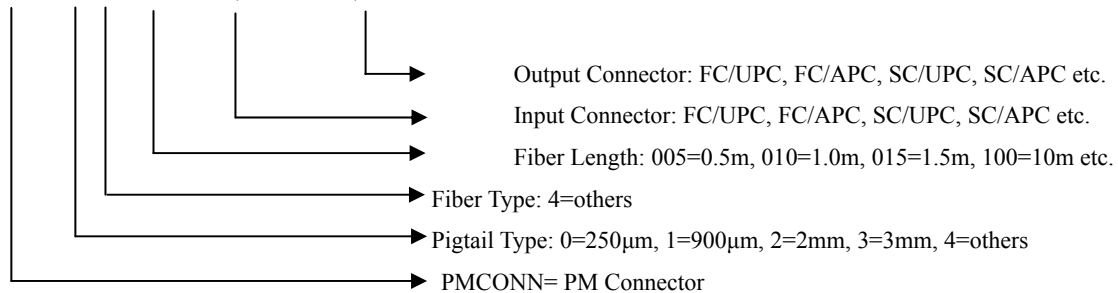 Output Connector: FC/UPC, FC/APC, SC/UPC, SC/APC etc.
Input Connector: FC/UPC, FC/APC, SC/UPC, SC/APC etc.
Fiber Length: 005=0.5m, 010=1.0m, 015=1.5m, 100=10m etc.
Fiber Type: 4=others
Pigtail Type: 0=250μm, 1=900μm, 2=2mm, 3=3mm, 4=others
PMCONN= PM Connector